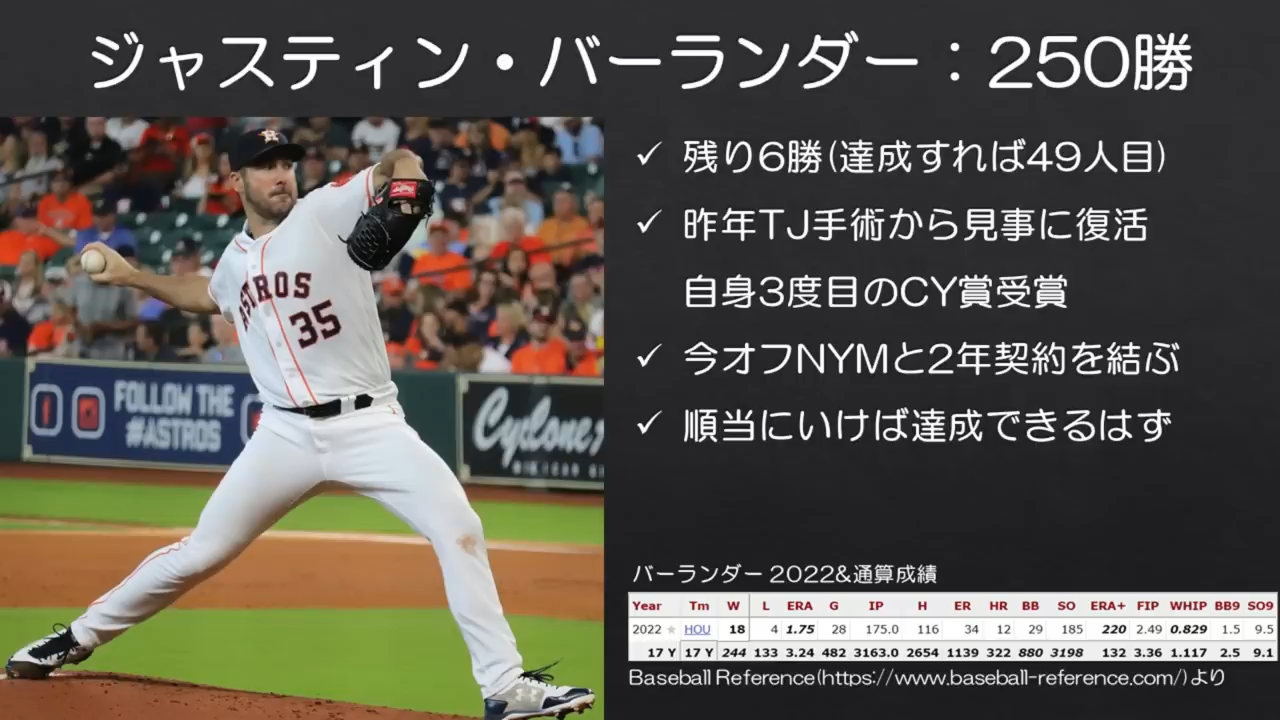 ジャスティン・バーランダー：250勝
✓ 残り6勝(達成すれば49人目)
✓ 昨年TJ手術から見事に復活
自身3度目のCY賞受賞
✓ 今オフNYMと2年契約を結ぶ
✓ 順当にいけば達成できるはず
ASTROS
35
FOLLOW THE
#ASTROS
Cyclone
バーランダー 2022&通算成績
Year Tm W L ERA G IP H ER HR BB SO ERA+ FIP WHIP BB9 SO9
2022 ★ HOU 18 4 1.75 28 175.0 116 34 12 29 185 220 2.49 0.829 1.5 9.5
17 Y 17 Y 244 133 3.24 482 3163.0 2654 1139 322 880 3198 132 3.36 1.117 2.5 9.1
Baseball Reference(https://www.baseball-reference.com/)より